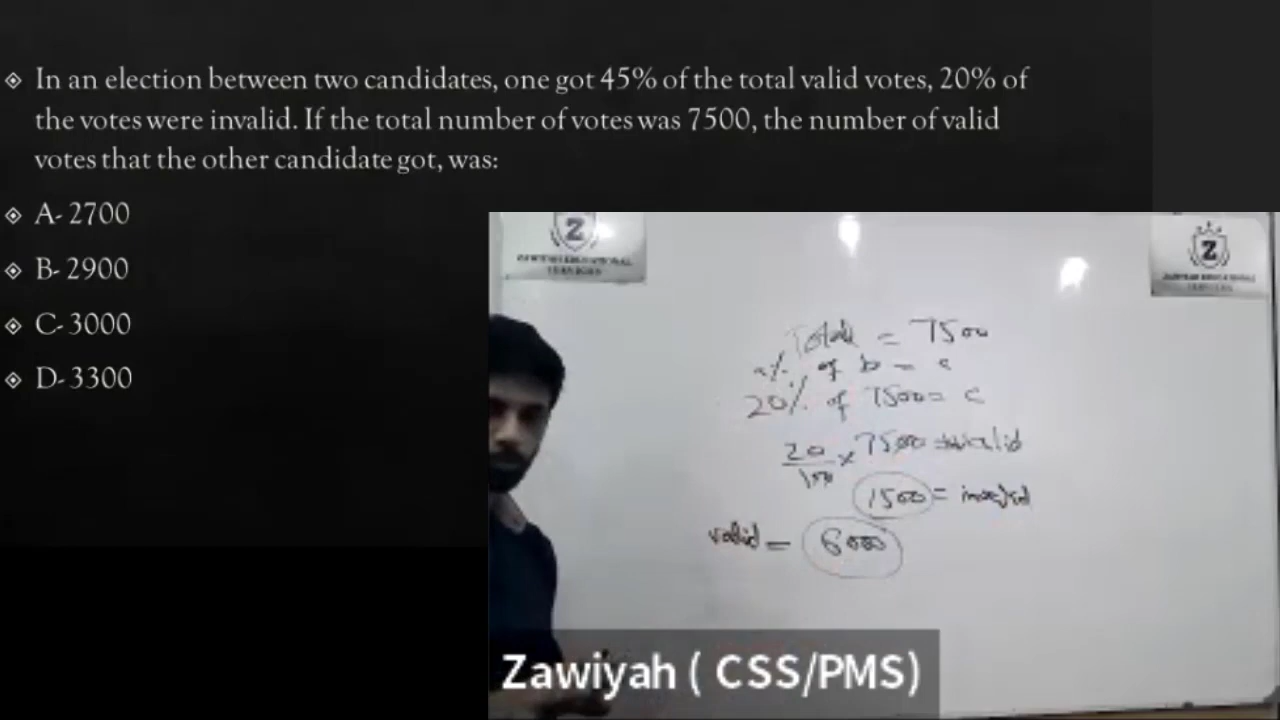 In an election between two candidates, one got 45% of the total valid votes, 20% of
the votes were invalid. If the total number of votes was 7500, the number of valid
votes that the other candidate got, was:
A- 2700
B- 2900
C- 3000
D- 3300
Z
Z
Total = 7500
a% of b = c
20% of 7500 = c
20/100 × 7500 = invalid
1500 = invalid
valid = 6000
Zawiyah ( CSS/PMS)